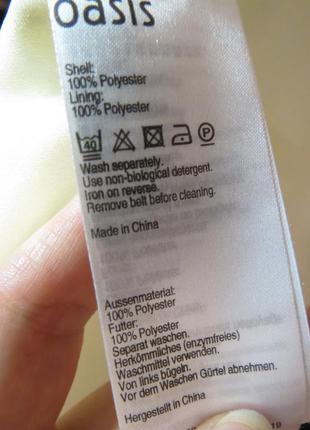 oasis
Shell:
100% Polyester
Lining:
100% Polyester
40 P
Wash separately.
Use non-biological detergent.
Iron on reverse.
Remove belt before cleaning.
Made in China
Aussenmaterial:
100% Polyester
Futter:
100% Polyester
Separat waschen.
Herkömmliches (enzymfreies)
Waschmittel verwenden.
Von links bügeln.
Vor dem Waschen Gürtel abnehmen.
Hergestellt in China
19